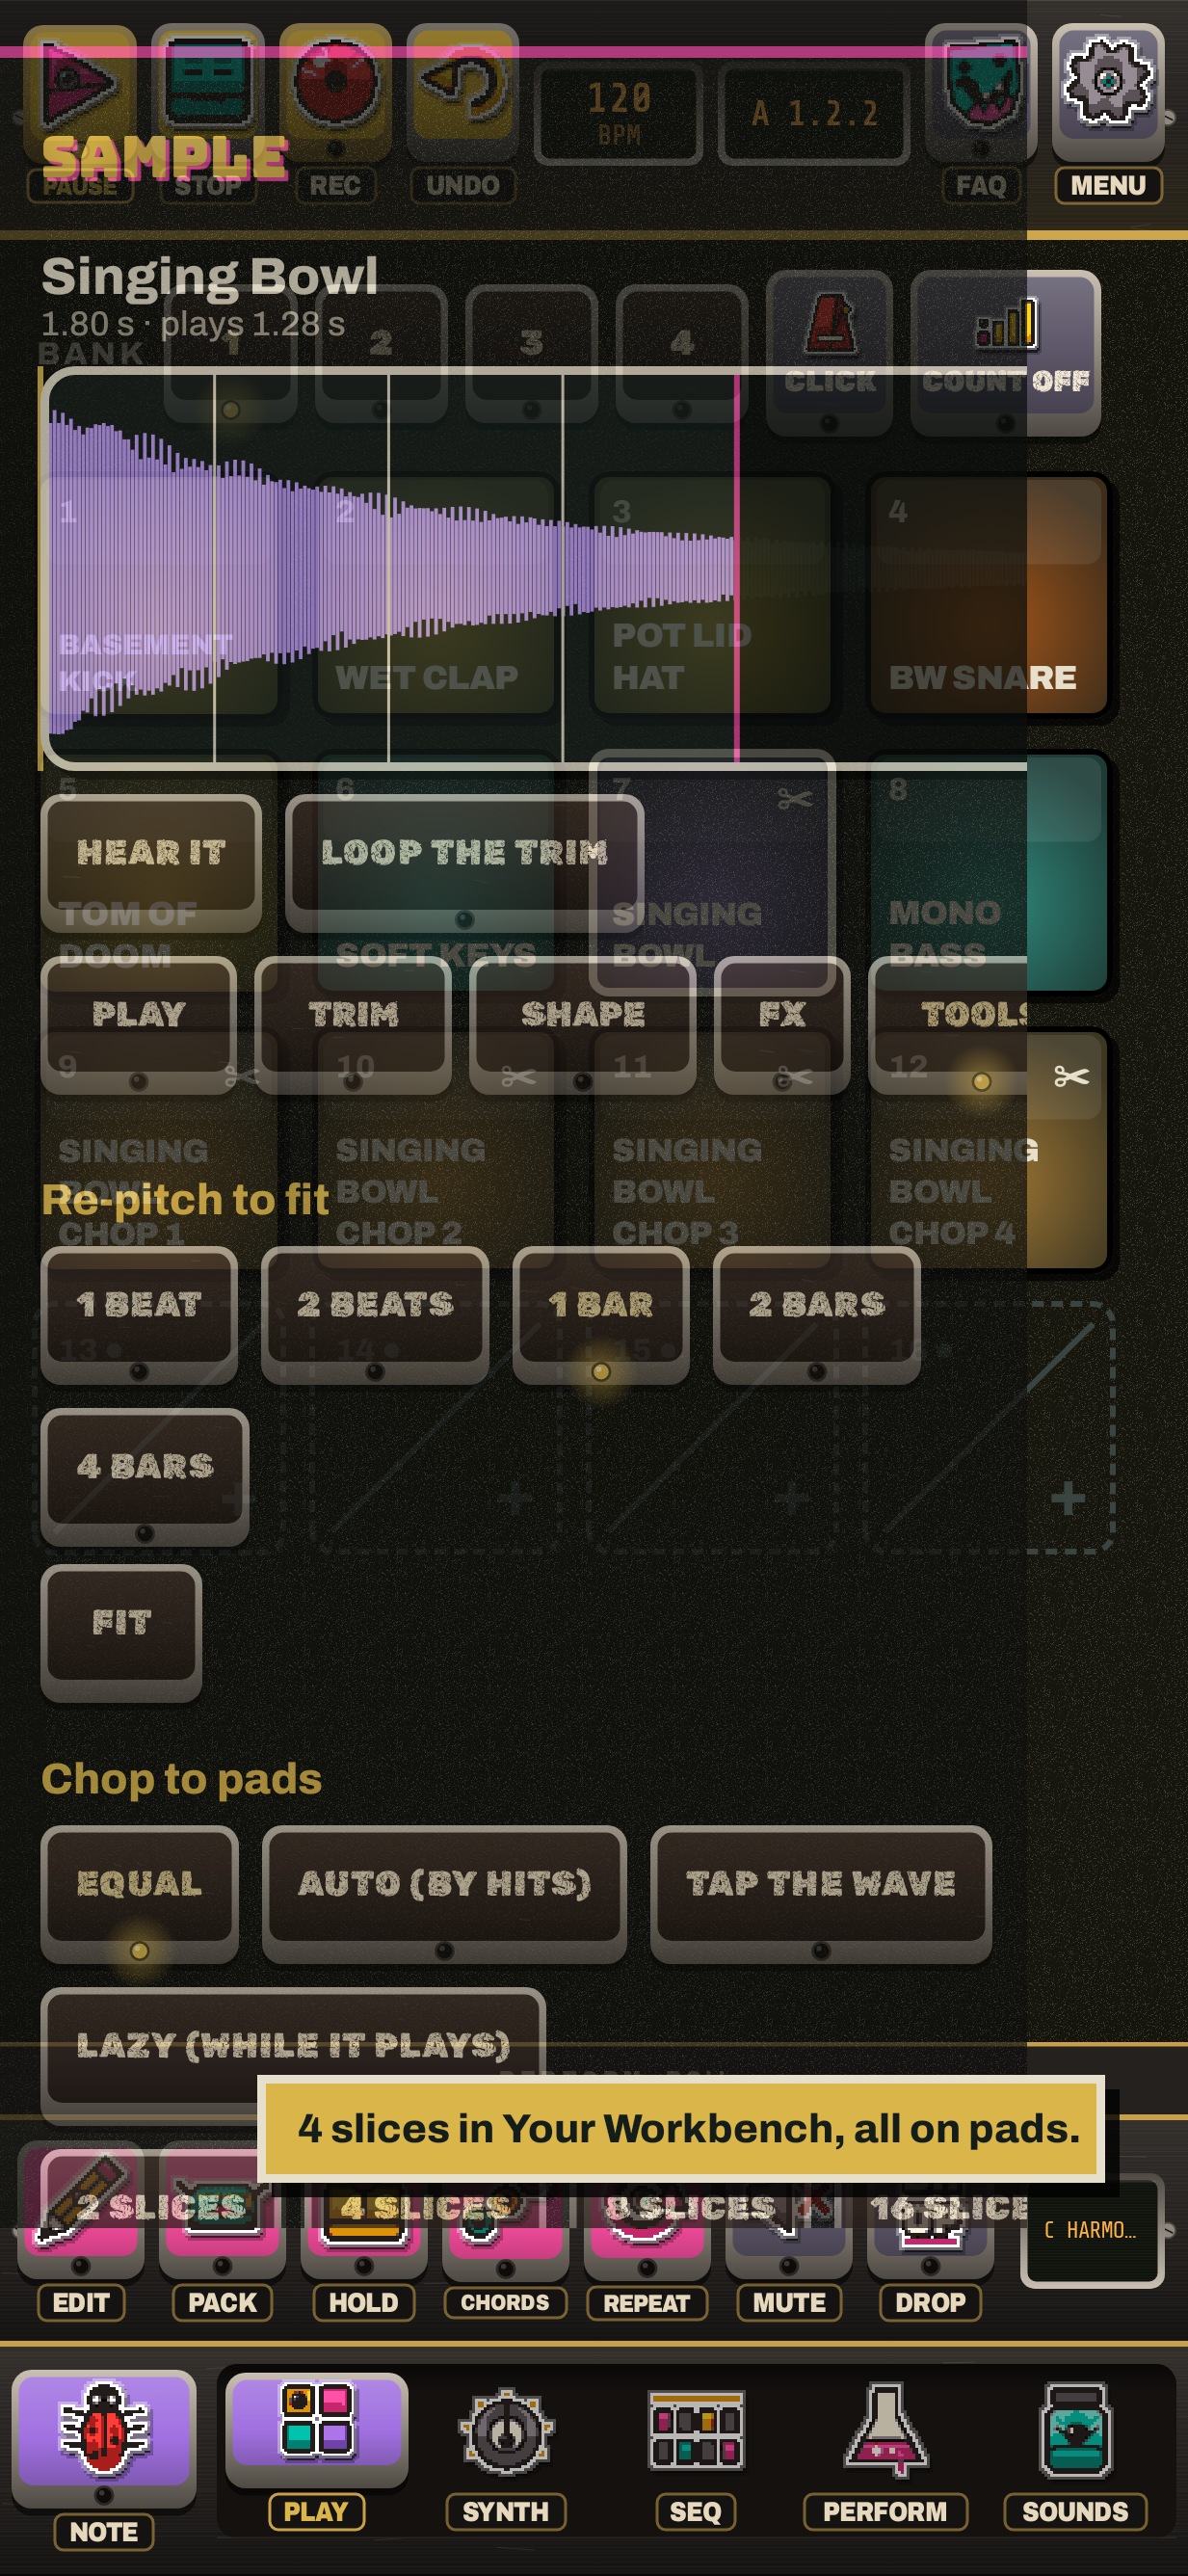 SAMPLE
PAUSE
STOP
REC
UNDO
120
BPM
A 1.2.2
FAQ
MENU
Singing Bowl
1.80 s · plays 1.28 s
BANK
1
2
3
4
CLICK
COUNT OFF
1
BASEMENT
KICK
2
WET CLAP
3
POT LID
HAT
4
BW SNARE
5
TOM OF
DOOM
6
SOFT KEYS
7
SINGING
BOWL
8
MONO
BASS
HEAR IT
LOOP THE TRIM
PLAY
TRIM
SHAPE
FX
TOOLS
9
SINGING
BOWL
CHOP 1
10
SINGING
BOWL
CHOP 2
11
SINGING
BOWL
CHOP 3
12
SINGING
BOWL
CHOP 4
Re-pitch to fit
1 BEAT
2 BEATS
1 BAR
2 BARS
13
14
15
4 BARS
FIT
Chop to pads
EQUAL
AUTO (BY HITS)
TAP THE WAVE
LAZY (WHILE IT PLAYS)
4 slices in Your Workbench, all on pads.
2 SLICES
4 SLICES
8 SLICES
16 SLICE
C HARMO…
EDIT
PACK
HOLD
CHORDS
REPEAT
MUTE
DROP
NOTE
PLAY
SYNTH
SEQ
PERFORM
SOUNDS